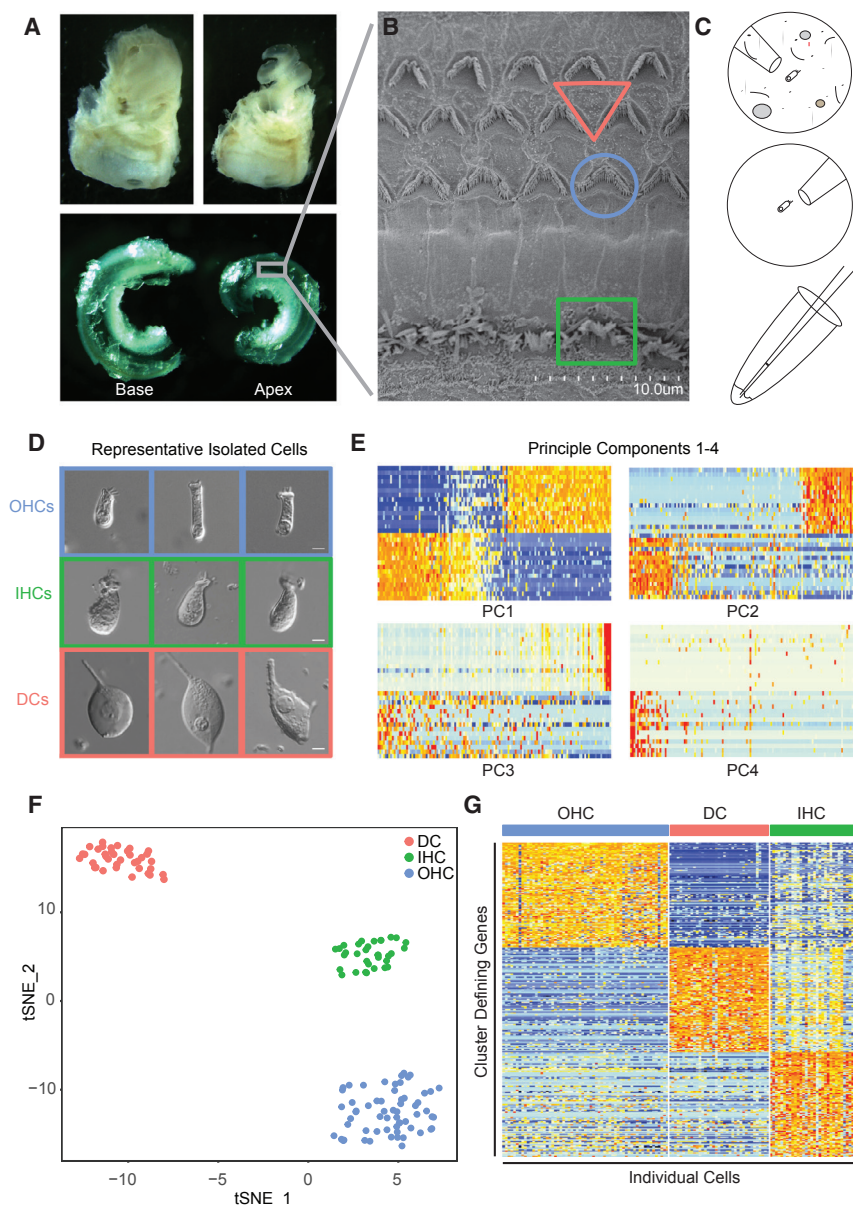 A
B
C
Base
Apex
10.0um
D
Representative Isolated Cells
OHCs
IHCs
DCs
E
Principle Components 1-4
PC1
PC2
PC3
PC4
F
DC
IHC
OHC
10
0
−10
tSNE_2
−10
−5
0
5
tSNE_1
G
OHC
DC
IHC
Cluster Defining Genes
Individual Cells